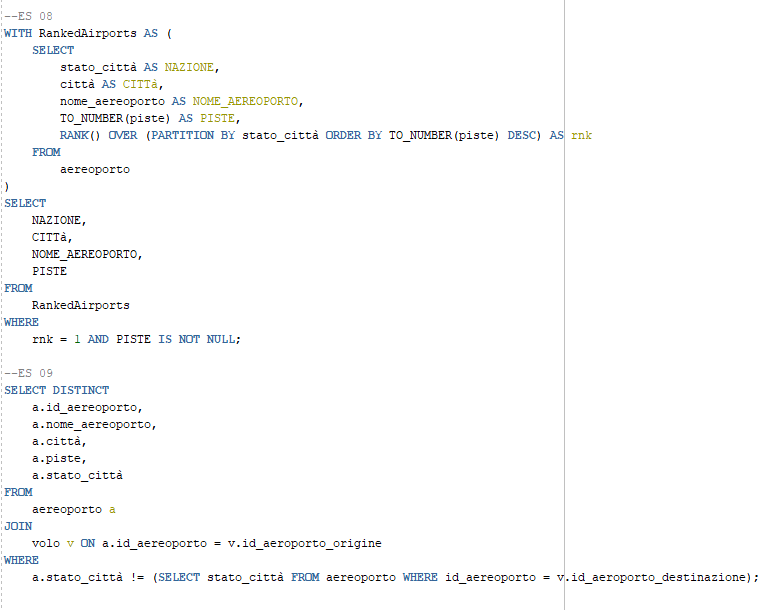 --ES 08
WITH RankedAirports AS (
    SELECT
        stato_città AS NAZIONE,
        città AS CITTà,
        nome_aereoporto AS NOME_AEREOPORTO,
        TO_NUMBER(piste) AS PISTE,
        RANK() OVER (PARTITION BY stato_città ORDER BY TO_NUMBER(piste) DESC) AS rnk
    FROM
        aereoporto
)
SELECT
    NAZIONE,
    CITTà,
    NOME_AEREOPORTO,
    PISTE
FROM
    RankedAirports
WHERE
    rnk = 1 AND PISTE IS NOT NULL;

--ES 09
SELECT DISTINCT
    a.id_aereoporto,
    a.nome_aereoporto,
    a.città,
    a.piste,
    a.stato_città
FROM
    aereoporto a
JOIN
    volo v ON a.id_aereoporto = v.id_aeroporto_origine
WHERE
    a.stato_città != (SELECT stato_città FROM aereoporto WHERE id_aereoporto = v.id_aeroporto_destinazione);